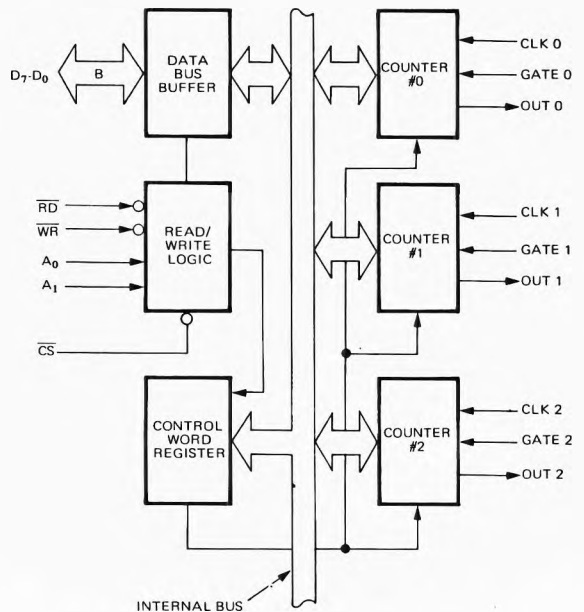 D7-D0
B
DATA
BUS
BUFFER
COUNTER
#0
CLK 0
GATE 0
OUT 0
RD
WR
A0
A1
CS
READ/
WRITE
LOGIC
COUNTER
#1
CLK 1
GATE 1
OUT 1
CONTROL
WORD
REGISTER
COUNTER
#2
CLK 2
GATE 2
OUT 2
INTERNAL BUS